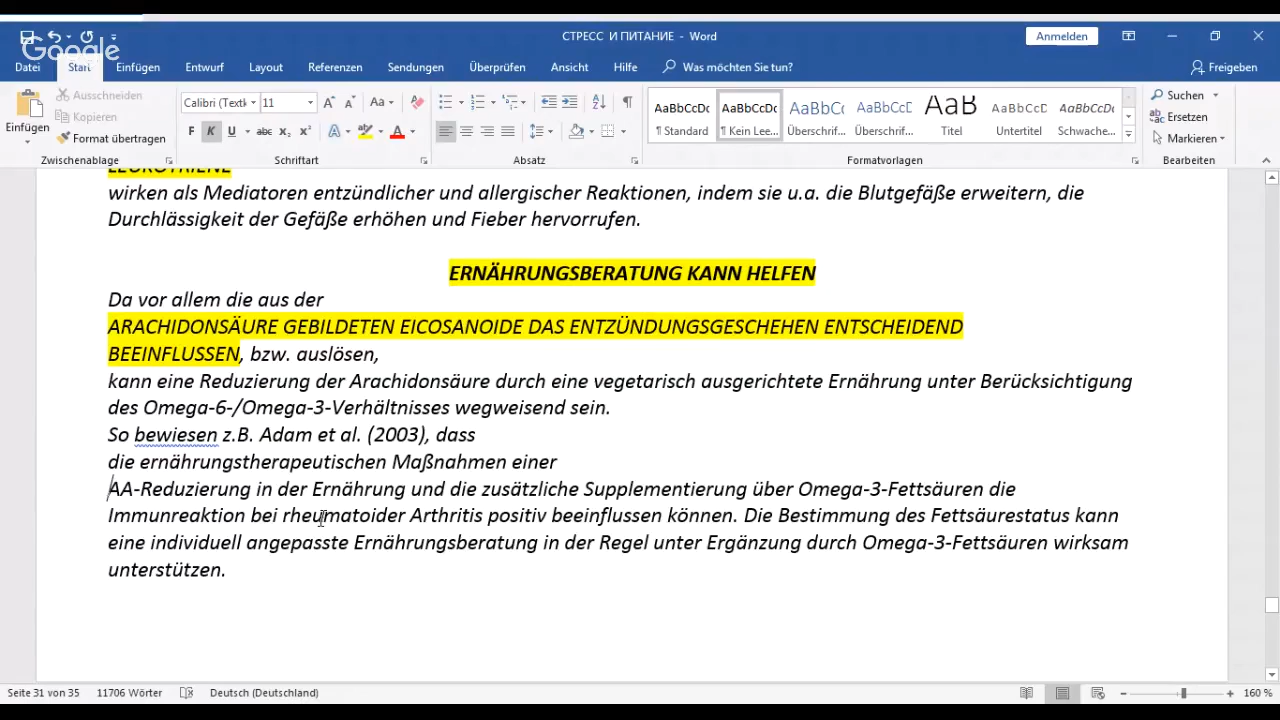 Google
СТРЕСС И ПИТАНИЕ - Word
Anmelden
Datei Start Einfügen Entwurf Layout Referenzen Sendungen Überprüfen Ansicht Hilfe Was möchten Sie tun? Freigeben
Einfügen
Ausschneiden
Kopieren
Format übertragen
Zwischenablage
Calibri (Textk 11
F K U abc x₂ x²
Schriftart
Absatz
AaBbCcDc AaBbCcDc AaBbCc AaBbCcC AaB AaBbCcD AaBbCcDc
¶ Standard ¶ Kein Lee... Überschrif... Überschrif... Titel Untertitel Schwache...
Formatvorlagen
Suchen
Ersetzen
Markieren
Bearbeiten
LEUKOTRIENE
wirken als Mediatoren entzündlicher und allergischer Reaktionen, indem sie u.a. die Blutgefäße erweitern, die
Durchlässigkeit der Gefäße erhöhen und Fieber hervorrufen.
ERNÄHRUNGSBERATUNG KANN HELFEN
Da vor allem die aus der
ARACHIDONSÄURE GEBILDETEN EICOSANOIDE DAS ENTZÜNDUNGSGESCHEHEN ENTSCHEIDEND
BEEINFLUSSEN, bzw. auslösen,
kann eine Reduzierung der Arachidonsäure durch eine vegetarisch ausgerichtete Ernährung unter Berücksichtigung
des Omega-6-/Omega-3-Verhältnisses wegweisend sein.
So bewiesen z.B. Adam et al. (2003), dass
die ernährungstherapeutischen Maßnahmen einer
AA-Reduzierung in der Ernährung und die zusätzliche Supplementierung über Omega-3-Fettsäuren die
Immunreaktion bei rheumatoider Arthritis positiv beeinflussen können. Die Bestimmung des Fettsäurestatus kann
eine individuell angepasste Ernährungsberatung in der Regel unter Ergänzung durch Omega-3-Fettsäuren wirksam
unterstützen.
Seite 31 von 35 11706 Wörter Deutsch (Deutschland) 160 %